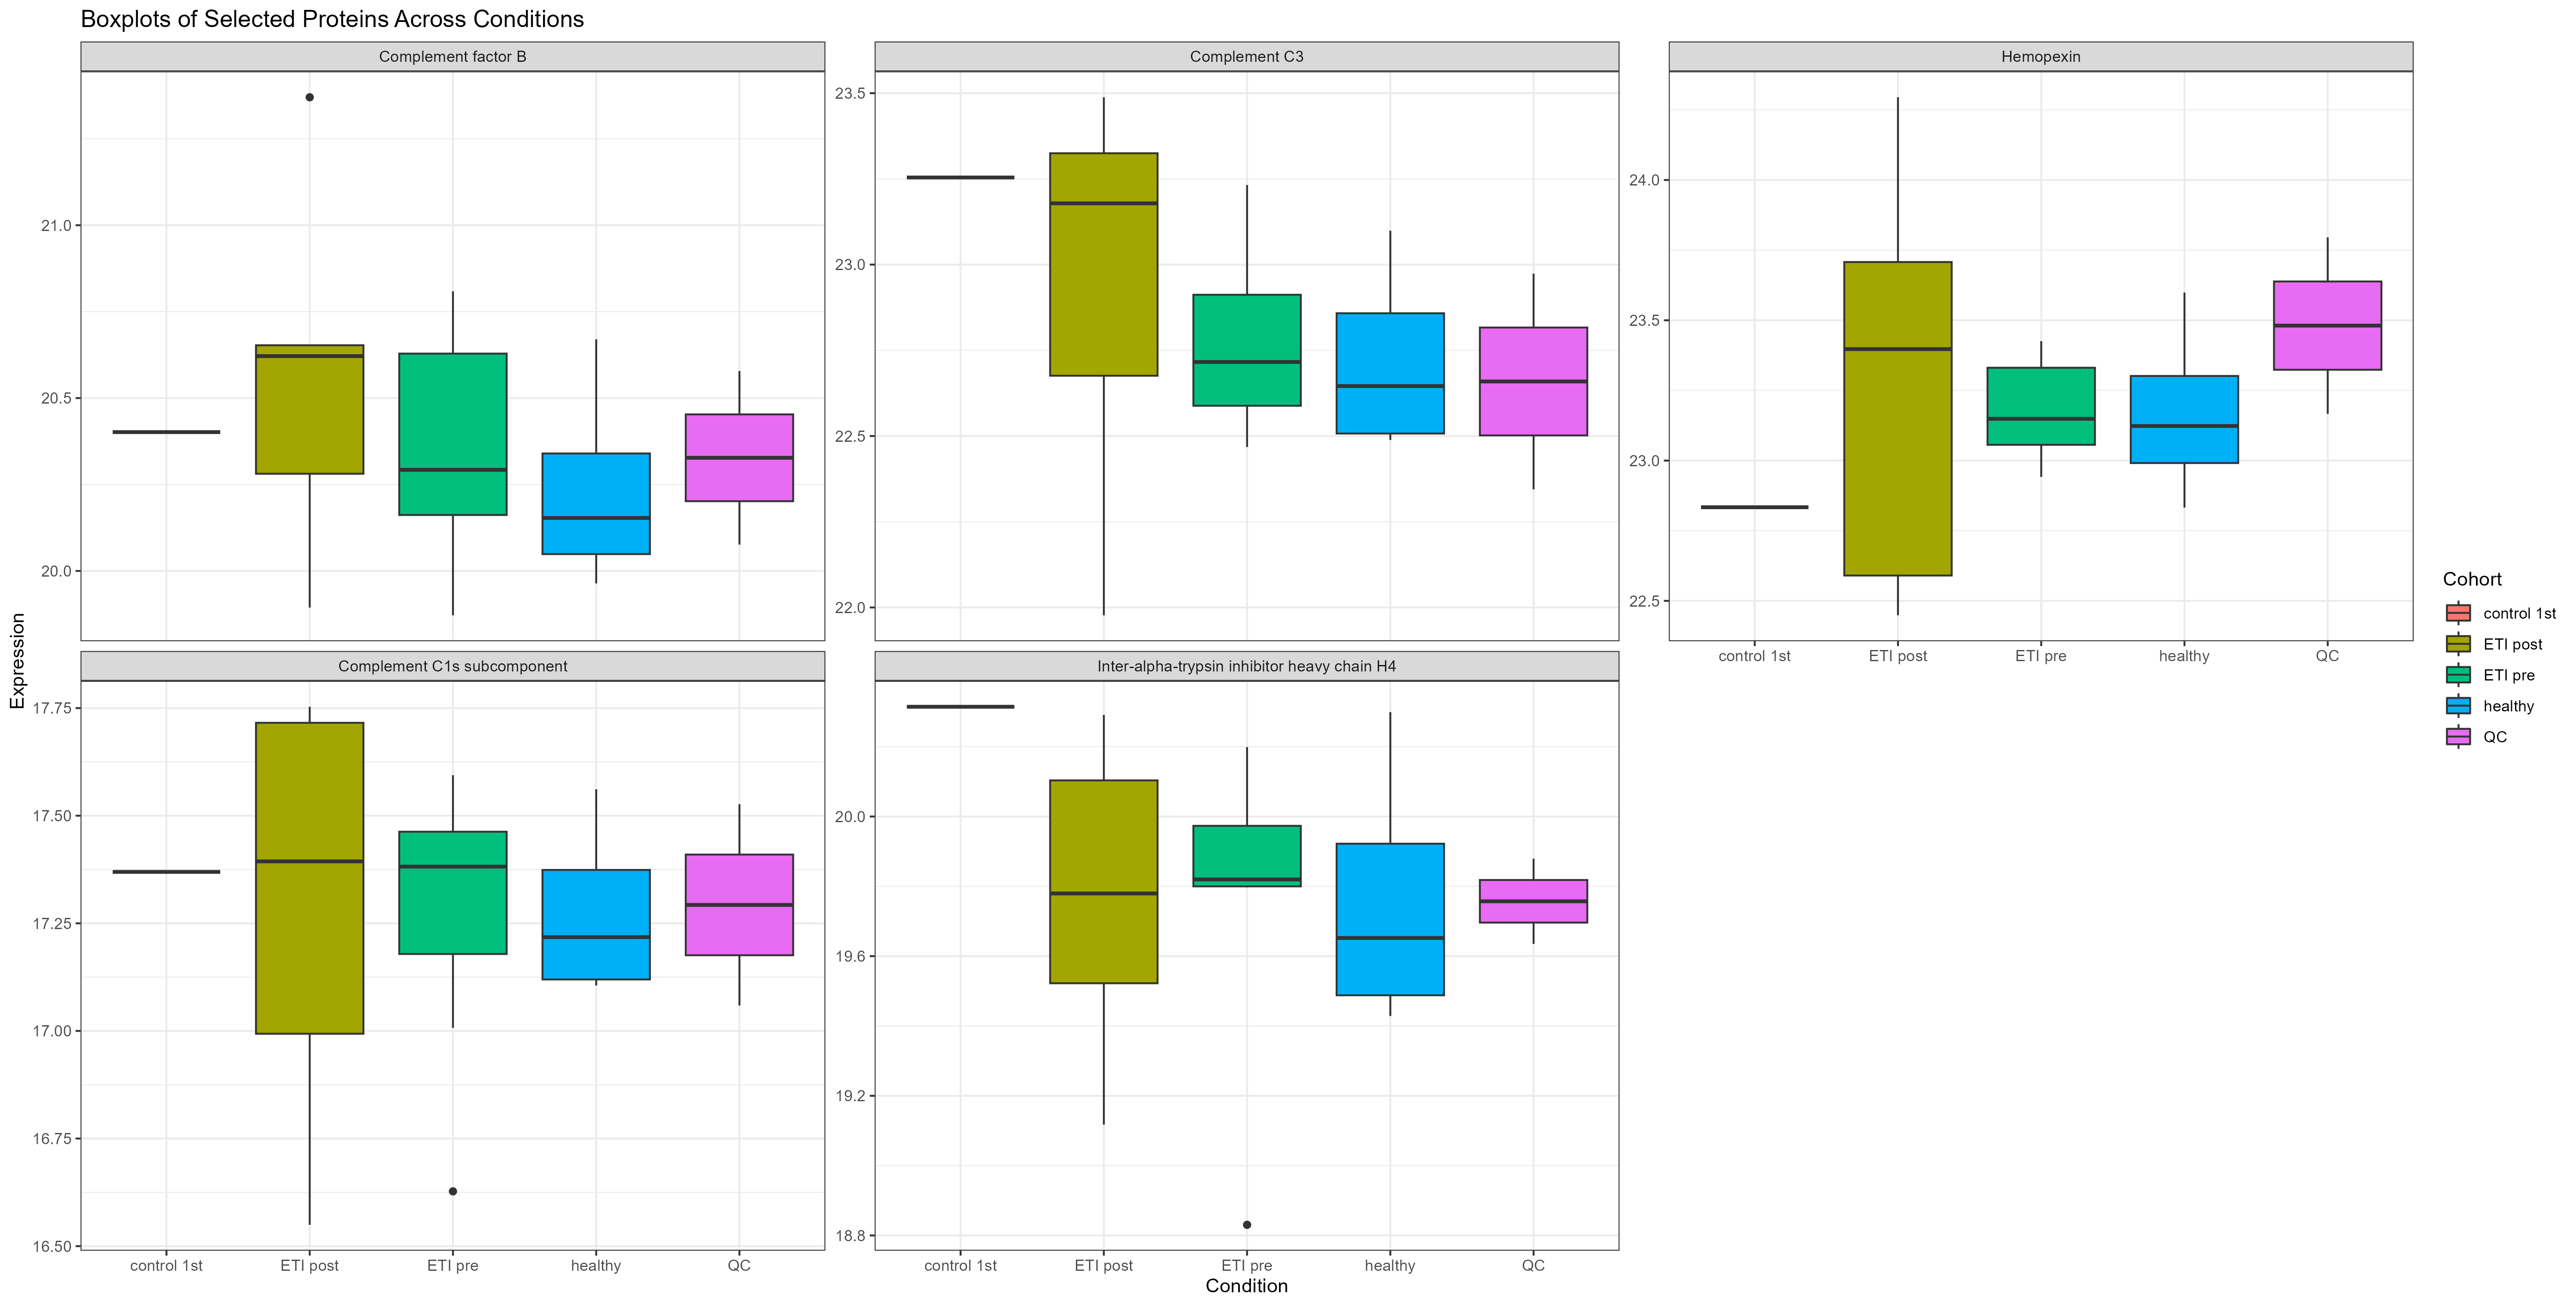 Boxplots of Selected Proteins Across Conditions
Complement factor B
Complement C3
Hemopexin
21.0
20.5
20.0
23.5
23.0
22.5
22.0
24.0
23.5
23.0
22.5
control 1st
ETI post
ETI pre
healthy
QC
Complement C1s subcomponent
Inter-alpha-trypsin inhibitor heavy chain H4
17.75
17.50
17.25
17.00
16.75
16.50
20.0
19.6
19.2
18.8
control 1st
ETI post
ETI pre
healthy
QC
control 1st
ETI post
ETI pre
healthy
QC
Expression
Condition
Cohort
control 1st
ETI post
ETI pre
healthy
QC